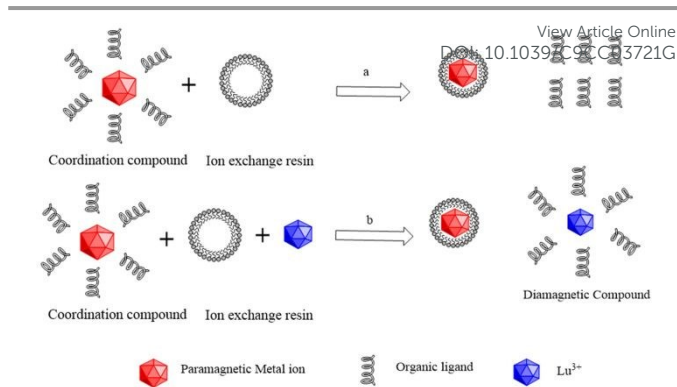 View Article Online
DOI: 10.1039/C9CC03721G
a
Coordination compound
Ion exchange resin
b
Coordination compound
Ion exchange resin
Diamagnetic Compound
Paramagnetic Metal ion
Organic ligand
Lu³⁺